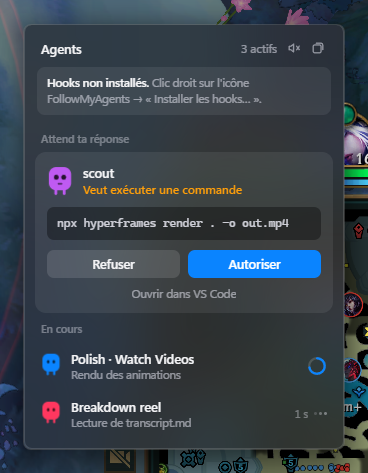 Agents
3 actifs
Hooks non installés. Clic droit sur l'icône
FollowMyAgents → « Installer les hooks... ».
Attend ta réponse
scout
Veut exécuter une commande
npx hyperframes render . -o out.mp4
Refuser
Autoriser
Ouvrir dans VS Code
En cours
Polish · Watch Videos
Rendu des animations
Breakdown reel
Lecture de transcript.md
1 s